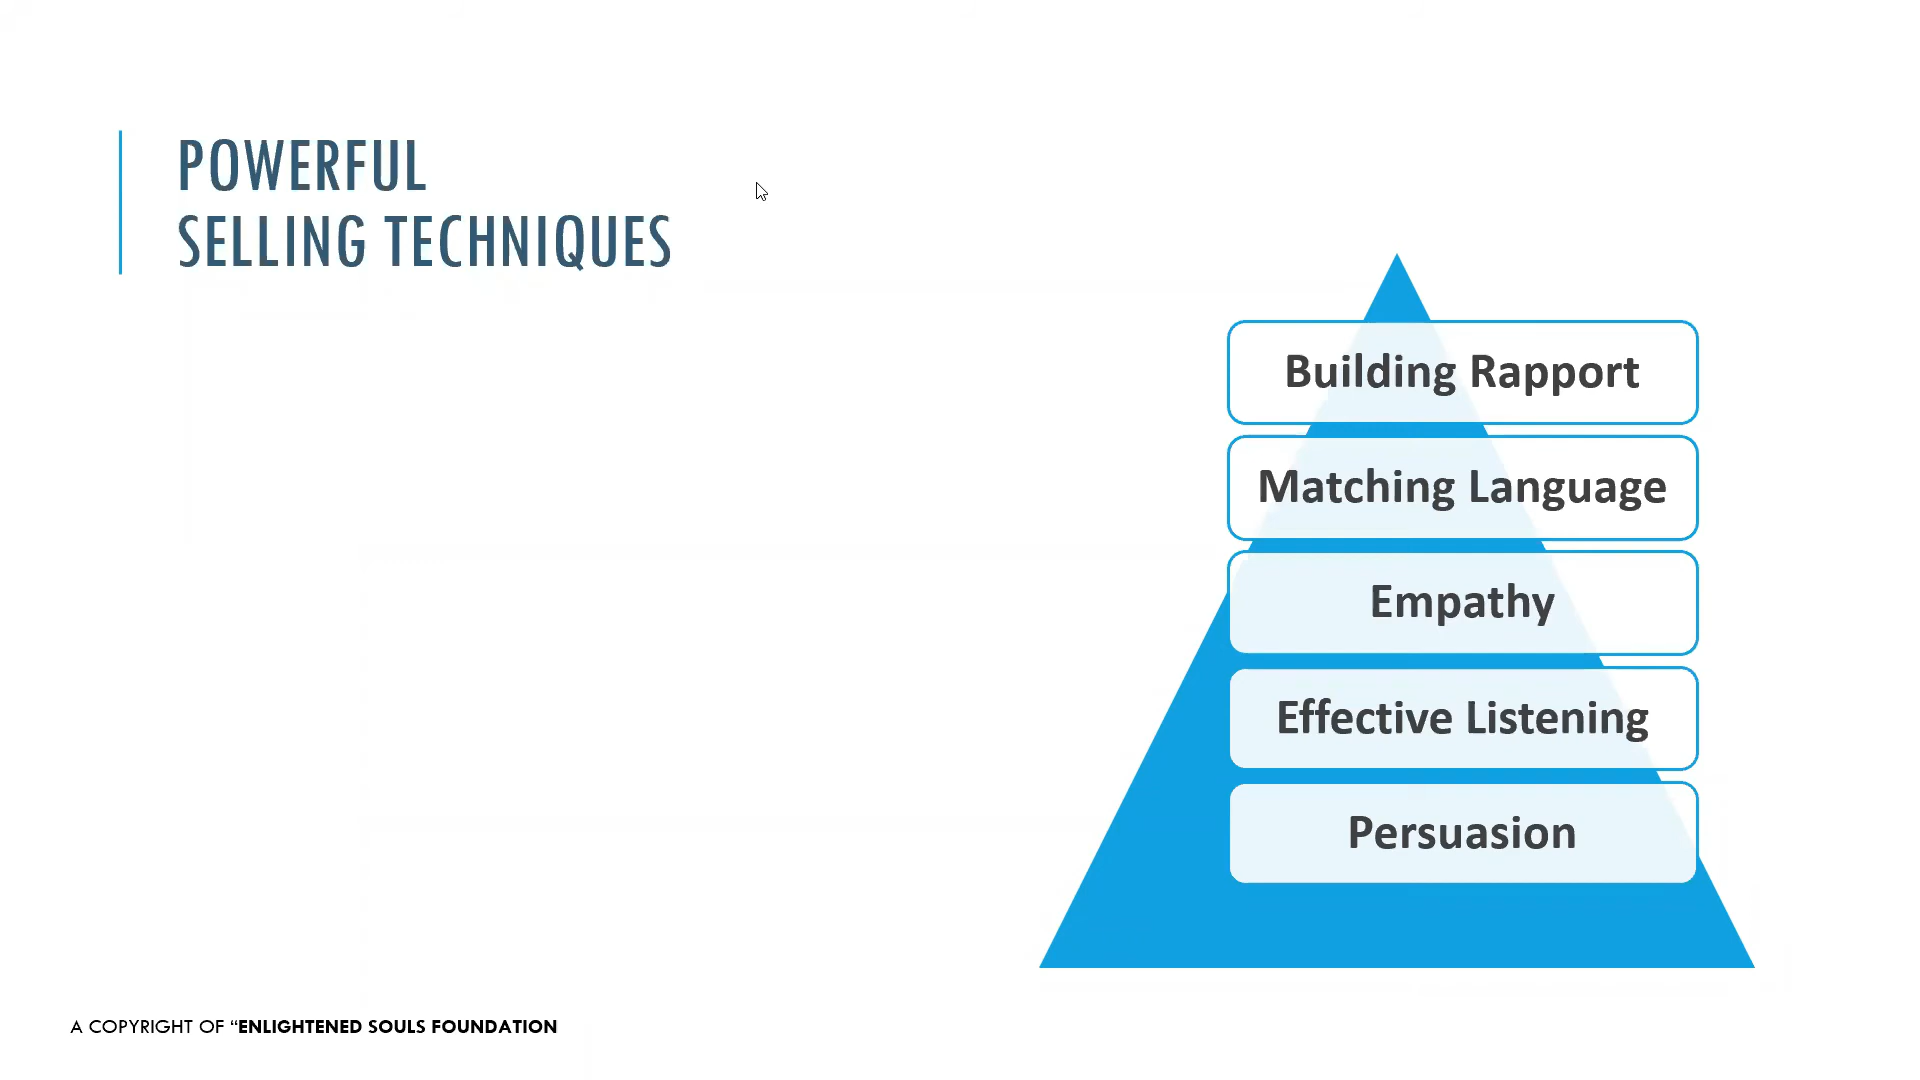 POWERFUL
SELLING TECHNIQUES
Building Rapport
Matching Language
Empathy
Effective Listening
Persuasion
A COPYRIGHT OF “ENLIGHTENED SOULS FOUNDATION